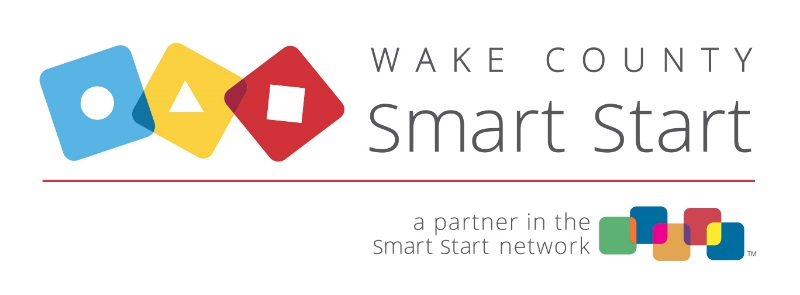 WAKE COUNTY
Smart Start
a partner in the
Smart Start network
TM